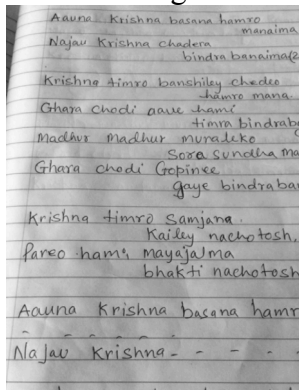 Aauna Krishna basana hamro
manaima
Najau Krishna chadera
bindra banaima(2
Krishna timro banshiley chedeo
hamro mana.
Ghara chodi aaue hami
timra bindrab
Madhur madhur muraleko
Sora sundha ma
Ghara chodi Gopinee
gaye bindraba
Krishna timro samjana.
Kailey nachotosh.
Pareo hami mayajalma
bhakti nachotosh
Aauna Krishna basana hamr
Najau Krishna - - - -